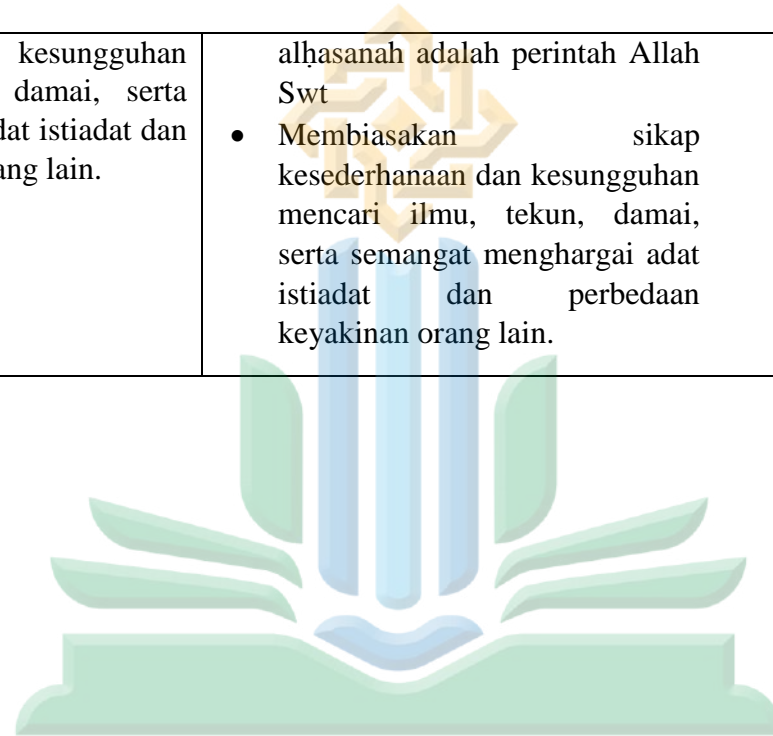 kesungguhan
damai, serta
dat istiadat dan
ang lain.
alḥasanah adalah perintah Allah
Swt
• Membiasakan sikap
kesederhanaan dan kesungguhan
mencari ilmu, tekun, damai,
serta semangat menghargai adat
istiadat dan perbedaan
keyakinan orang lain.